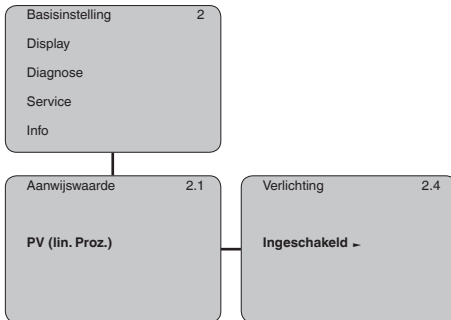 Basisinstelling 2
Display
Diagnose
Service
Info
Aanwijswaarde 2.1
PV (lin. Proz.)
Verlichting 2.4
Ingeschakeld ►